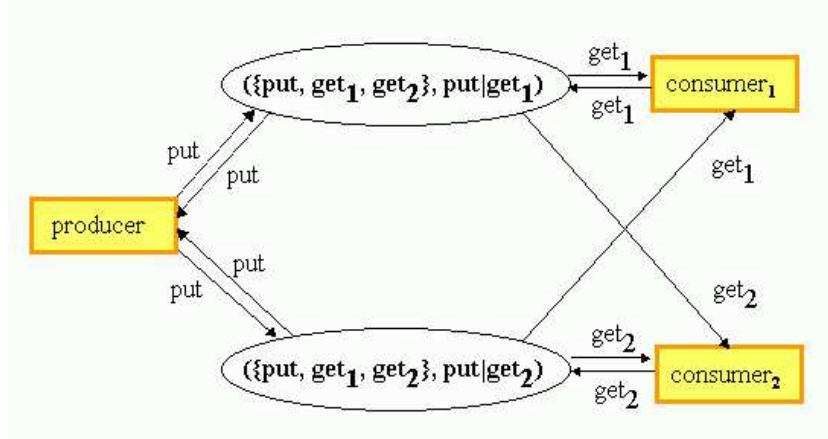 get1
({put, get1, get2}, put|get1)
consumer1
get1
put
get1
put
producer
put
put
get2
get2
({put, get1, get2}, put|get2)
consumer2
get2